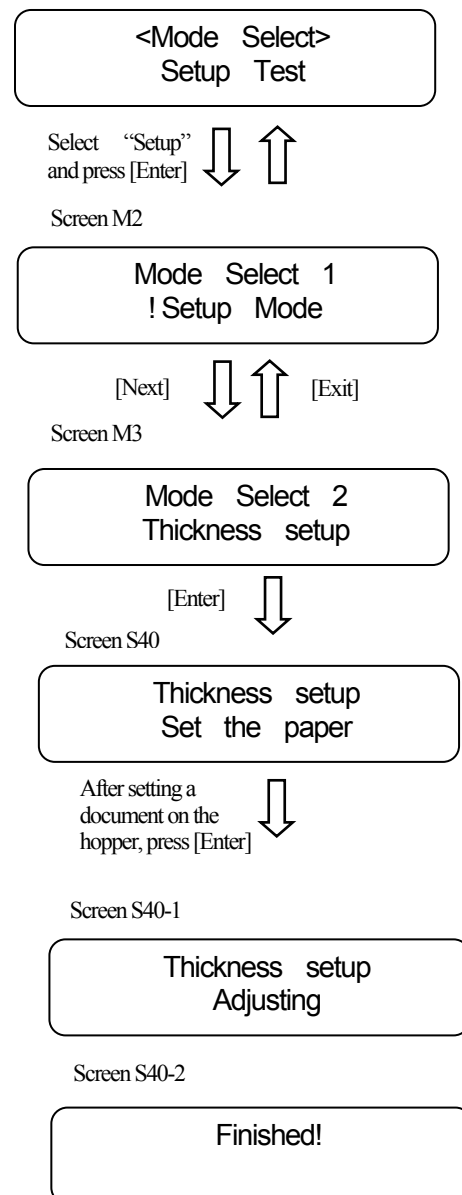 <Mode Select>
Setup Test
Select “Setup”
and press [Enter]
Screen M2
Mode Select 1
! Setup Mode
[Next] [Exit]
Screen M3
Mode Select 2
Thickness setup
[Enter]
Screen S40
Thickness setup
Set the paper
After setting a
document on the
hopper, press [Enter]
Screen S40-1
Thickness setup
Adjusting
Screen S40-2
Finished!